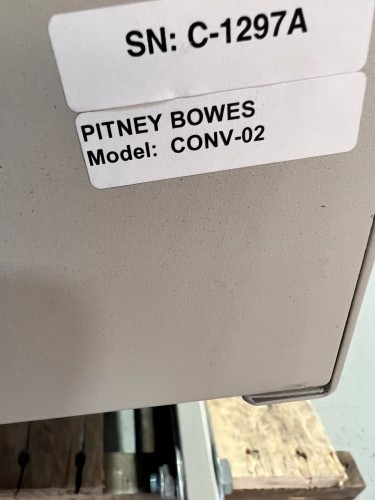 SN: C-1297A
PITNEY BOWES
Model: CONV-02